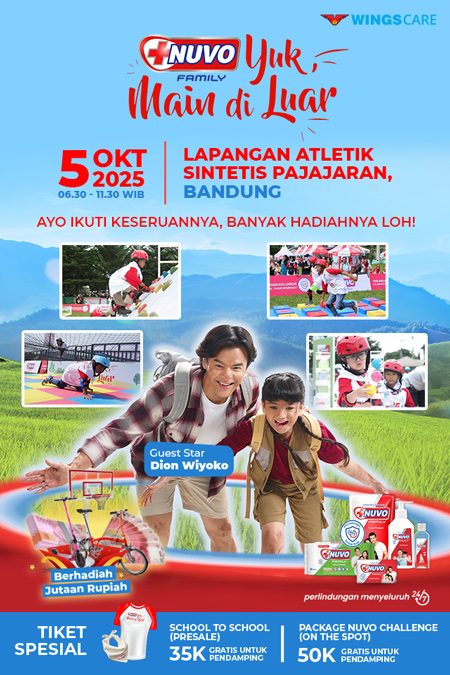 WINGSCARE
NUVO
FAMILY
Yuk,
Main di Luar
5 OKT
2025
06.30 - 11.30 WIB
LAPANGAN ATLETIK
SINTETIS PAJAJARAN,
BANDUNG
AYO IKUTI KESERUANNYA, BANYAK HADIAHNYA LOH!
Guest Star
Dion Wiyoko
Berhadiah
Jutaan Rupiah
NUVO
FAMILY
NUVO
NUVO
perlindungan menyeluruh 24/7
TIKET
SPESIAL
SCHOOL TO SCHOOL
(PRESALE)
35K GRATIS UNTUK
PENDAMPING
PACKAGE NUVO CHALLENGE
(ON THE SPOT)
50K GRATIS UNTUK
PENDAMPING